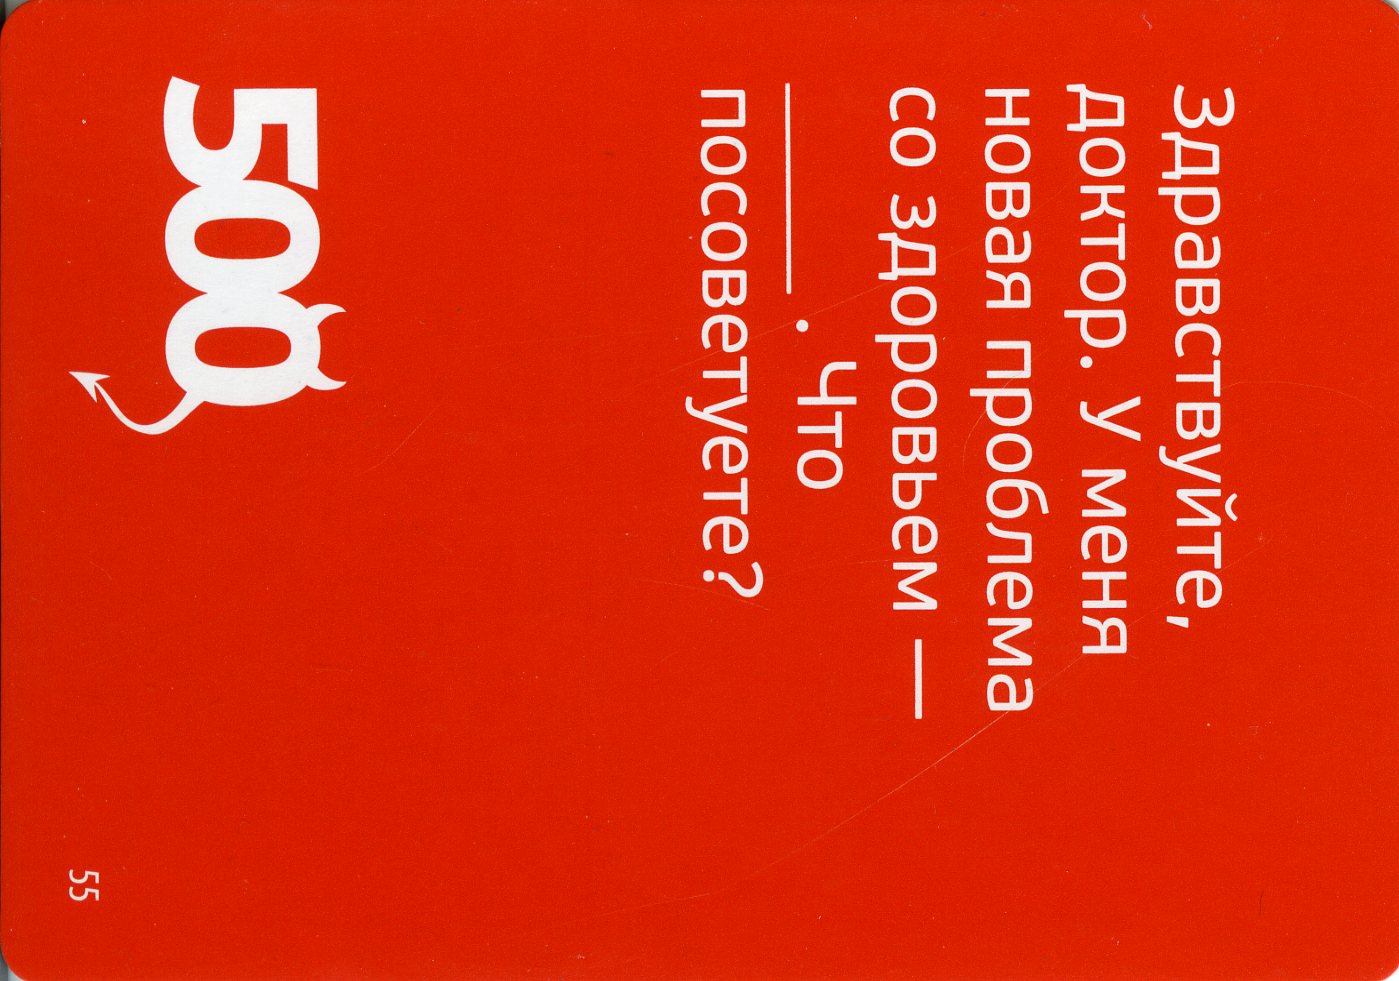 Здравствуйте,
доктор. У меня
новая проблема
со здоровьем —
______ . Что
посоветуете?
500
55